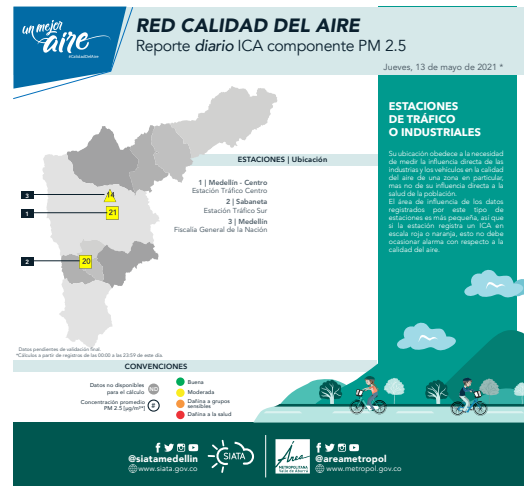 un mejor
aire
#CalidadDelAire
RED CALIDAD DEL AIRE
Reporte diario ICA componente PM 2.5
Jueves, 13 de mayo de 2021 *
ESTACIONES
DE TRÁFICO
O INDUSTRIALES
Su ubicación obedece a la necesidad
de medir la influencia directa de las
industrias y los vehículos en la calidad
del aire de una zona en particular,
mas no de su influencia directa a la
salud de la población.
El área de influencia de los datos
registrados por este tipo de
estaciones es más pequeña, así que
si la estación registra un ICA en
escala roja o naranja, esto no debe
ocasionar alarma con respecto a la
calidad del aire.
ESTACIONES | Ubicación
1 | Medellín - Centro
Estación Tráfico Centro
2 | Sabaneta
Estación Tráfico Sur
3 | Medellín
Fiscalía General de la Nación
3
14
1
21
2
20
Datos pendientes de validación final.
*Cálculos a partir de registros de las 00:00 a las 23:59 de este día.
CONVENCIONES
Datos no disponibles
para el cálculo
ND
Concentración promedio
PM 2.5 (µg/m³*)
#
Buena
Moderada
Dañina a grupos
sensibles
Dañina a la salud
@siatamedellin
www.siata.gov.co
SIATA
Área
METROPOLITANA
Valle de Aburrá
@areametropol
www.metropol.gov.co